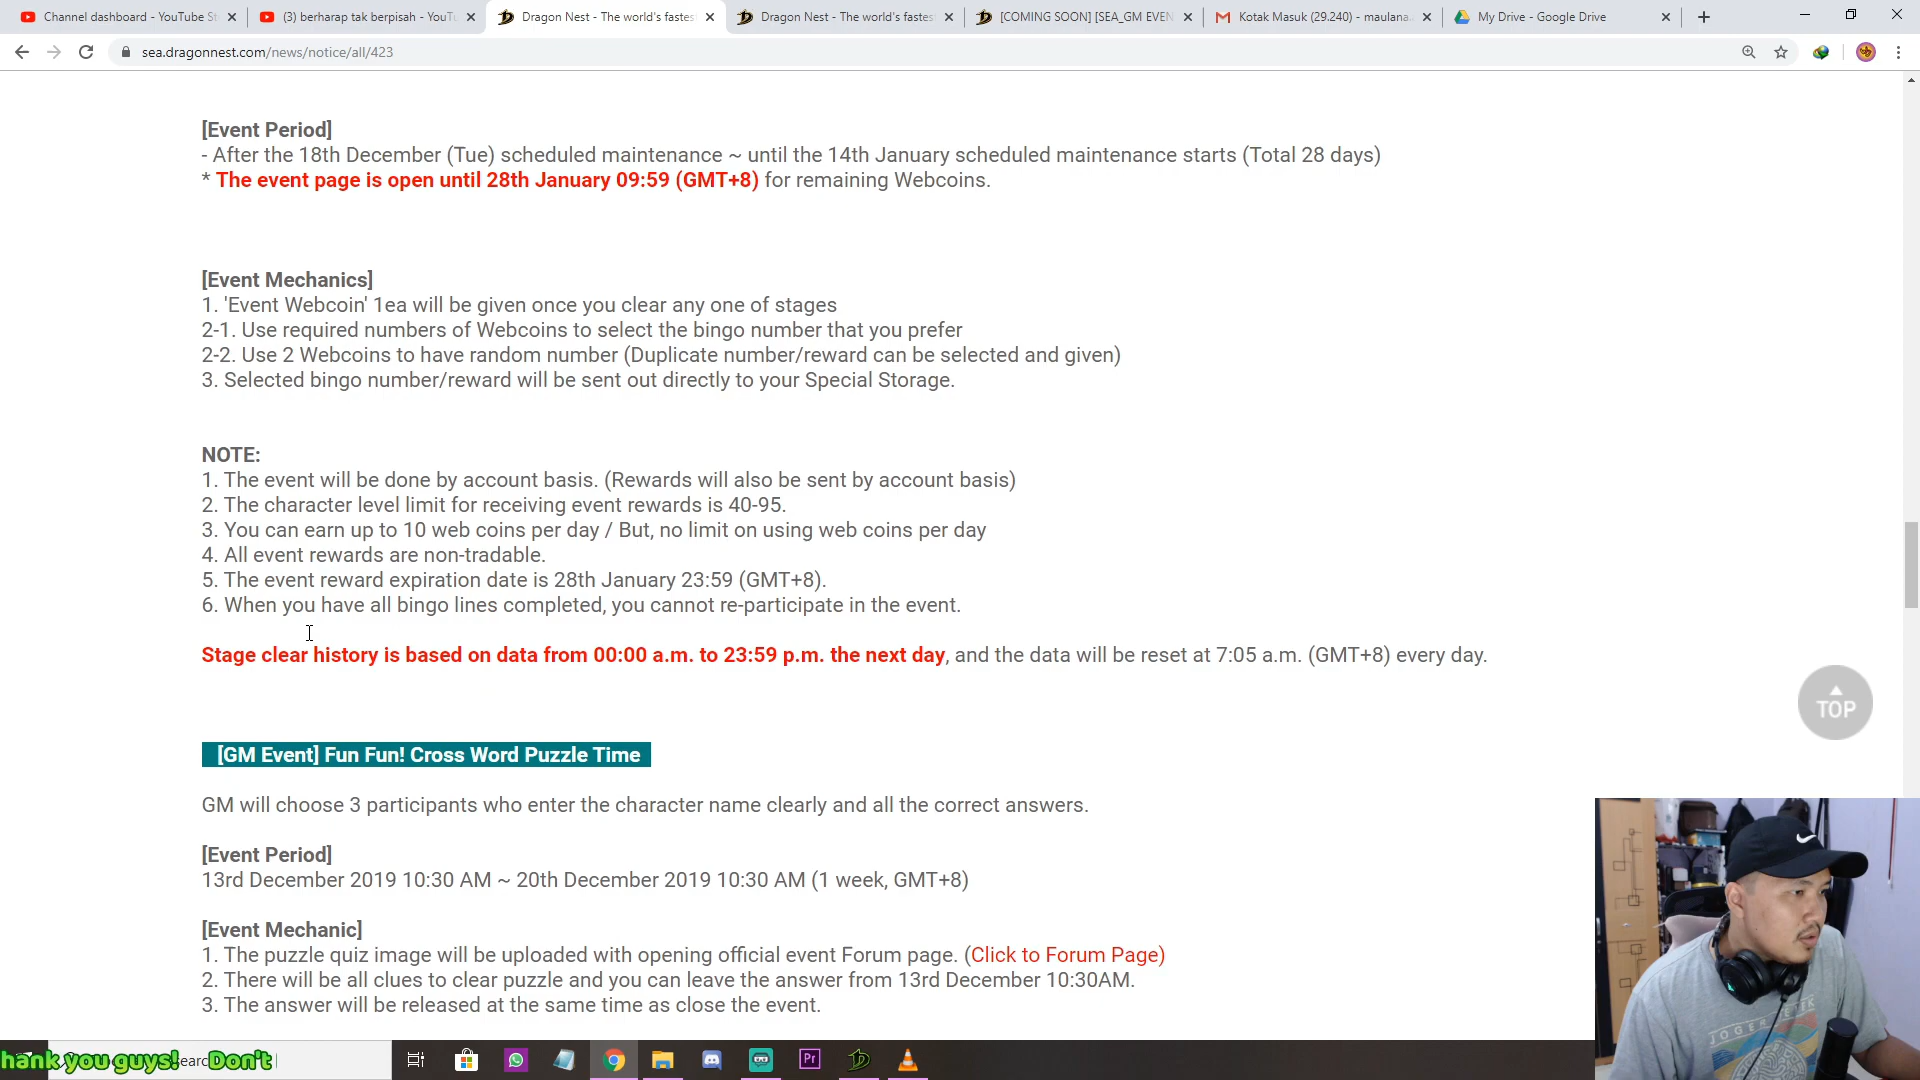 Channel dashboard - YouTube St
(3) berharap tak berpisah - YouTu
Dragon Nest - The world's fastes
Dragon Nest - The world's fastes
[COMING SOON] [SEA_GM EVEN
Kotak Masuk (29.240) - maulana.
My Drive - Google Drive
sea.dragonnest.com/news/notice/all/423
[Event Period]
- After the 18th December (Tue) scheduled maintenance ~ until the 14th January scheduled maintenance starts (Total 28 days)
* The event page is open until 28th January 09:59 (GMT+8) for remaining Webcoins.
[Event Mechanics]
1. 'Event Webcoin' 1ea will be given once you clear any one of stages
2-1. Use required numbers of Webcoins to select the bingo number that you prefer
2-2. Use 2 Webcoins to have random number (Duplicate number/reward can be selected and given)
3. Selected bingo number/reward will be sent out directly to your Special Storage.
NOTE:
1. The event will be done by account basis. (Rewards will also be sent by account basis)
2. The character level limit for receiving event rewards is 40-95.
3. You can earn up to 10 web coins per day / But, no limit on using web coins per day
4. All event rewards are non-tradable.
5. The event reward expiration date is 28th January 23:59 (GMT+8).
6. When you have all bingo lines completed, you cannot re-participate in the event.
Stage clear history is based on data from 00:00 a.m. to 23:59 p.m. the next day, and the data will be reset at 7:05 a.m. (GMT+8) every day.
TOP
[GM Event] Fun Fun! Cross Word Puzzle Time
GM will choose 3 participants who enter the character name clearly and all the correct answers.
[Event Period]
13rd December 2019 10:30 AM ~ 20th December 2019 10:30 AM (1 week, GMT+8)
[Event Mechanic]
1. The puzzle quiz image will be uploaded with opening official event Forum page. (Click to Forum Page)
2. There will be all clues to clear puzzle and you can leave the answer from 13rd December 10:30AM.
3. The answer will be released at the same time as close the event.
hank you guys! Don't
Pr